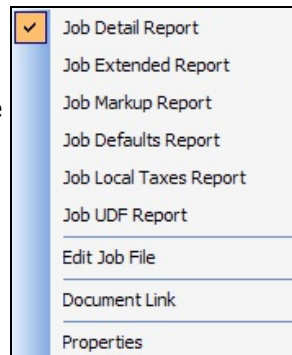 Job Detail Report
Job Extended Report
Job Markup Report
e
Job Defaults Report
Job Local Taxes Report
Job UDF Report
Edit Job File
Document Link
Properties